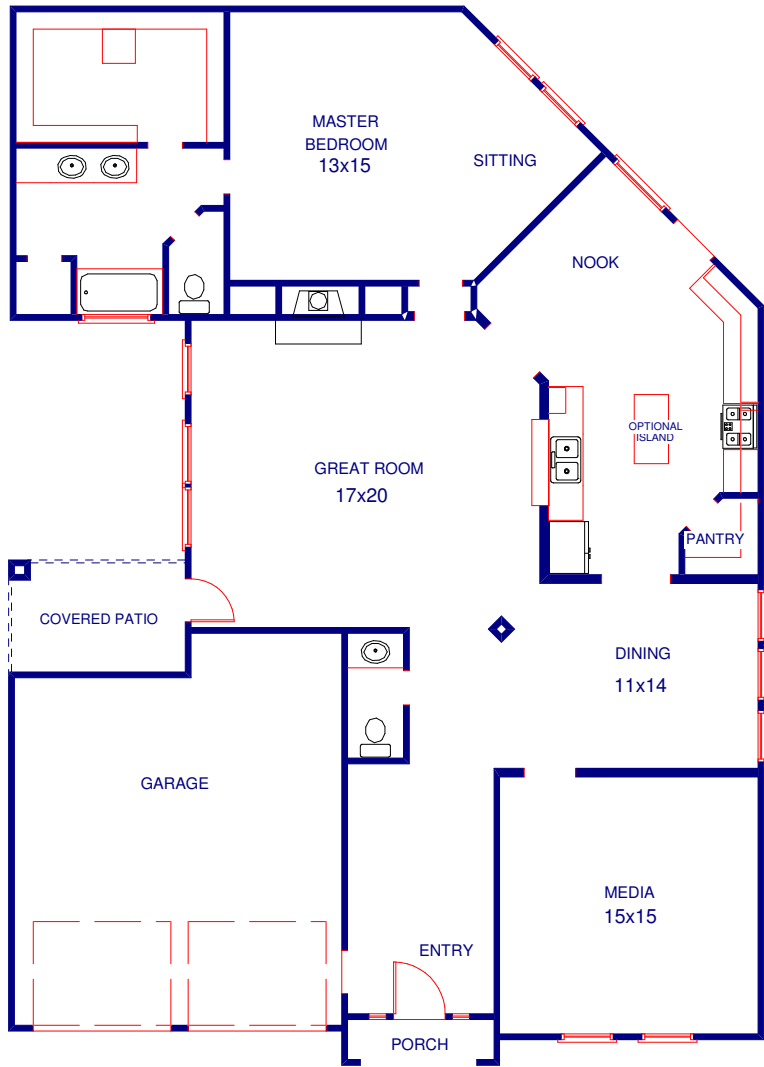 MASTER
BEDROOM
13x15
SITTING
NOOK
OPTIONAL
ISLAND
GREAT ROOM
17x20
PANTRY
COVERED PATIO
DINING
11x14
GARAGE
MEDIA
15x15
ENTRY
PORCH